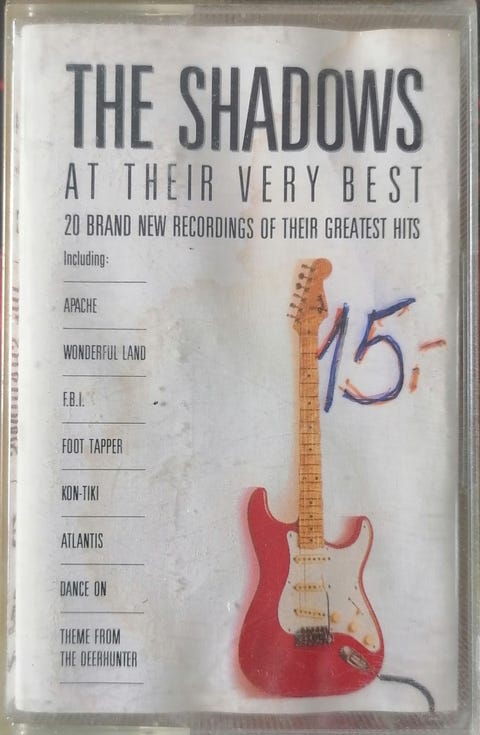 THE SHADOWS
AT THEIR VERY BEST
20 BRAND NEW RECORDINGS OF THEIR GREATEST HITS
Including:
APACHE
WONDERFUL LAND
F.B.I.
FOOT TAPPER
KON-TIKI
ATLANTIS
DANCE ON
THEME FROM
THE DEERHUNTER
15-